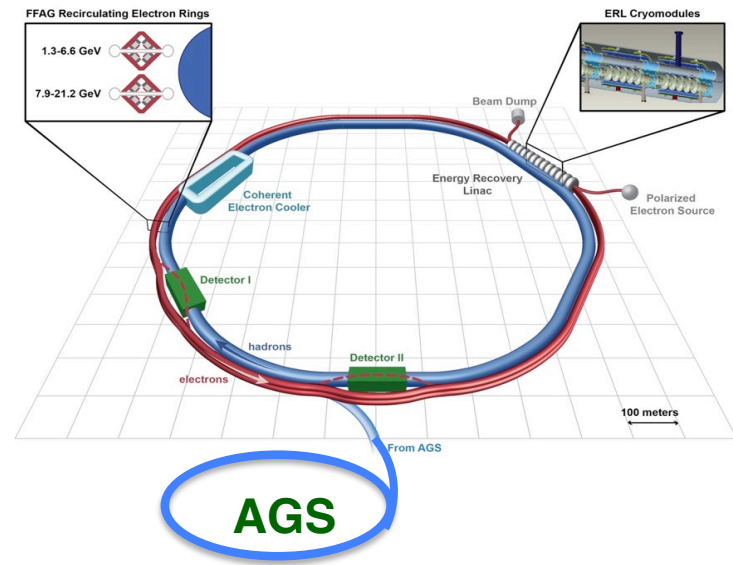 FFAG Recirculating Electron Rings
1.3-6.6 GeV
7.9-21.2 GeV
ERL Cryomodules
Beam Dump
Energy Recovery
Linac
Polarized
Electron Source
Coherent
Electron Cooler
Detector I
hadrons
electrons
Detector II
100 meters
From AGS
AGS